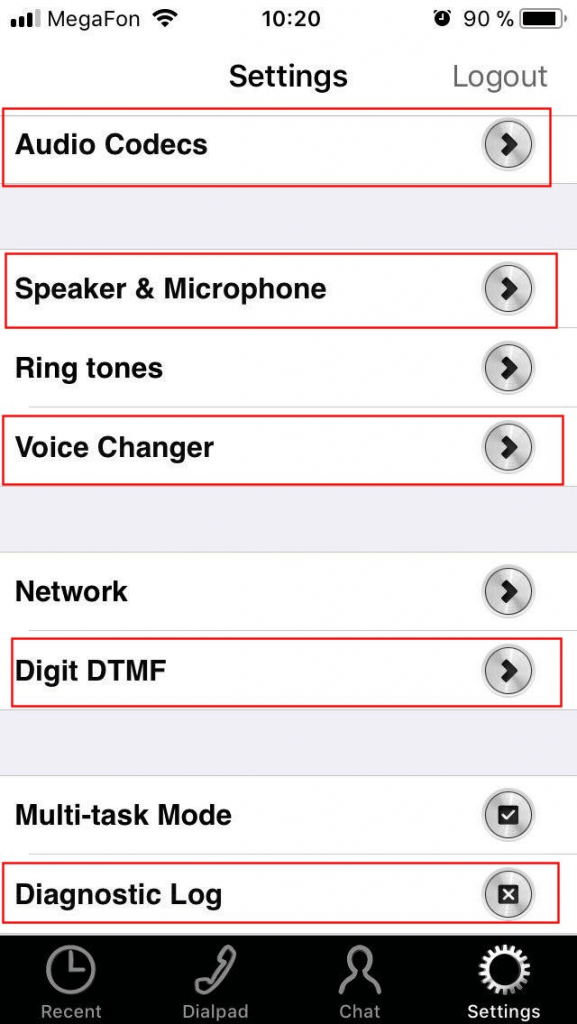 MegaFon 10:20 90 %
Settings Logout
Audio Codecs
Speaker & Microphone
Ring tones
Voice Changer
Network
Digit DTMF
Multi-task Mode
Diagnostic Log
Recent Dialpad Chat Settings